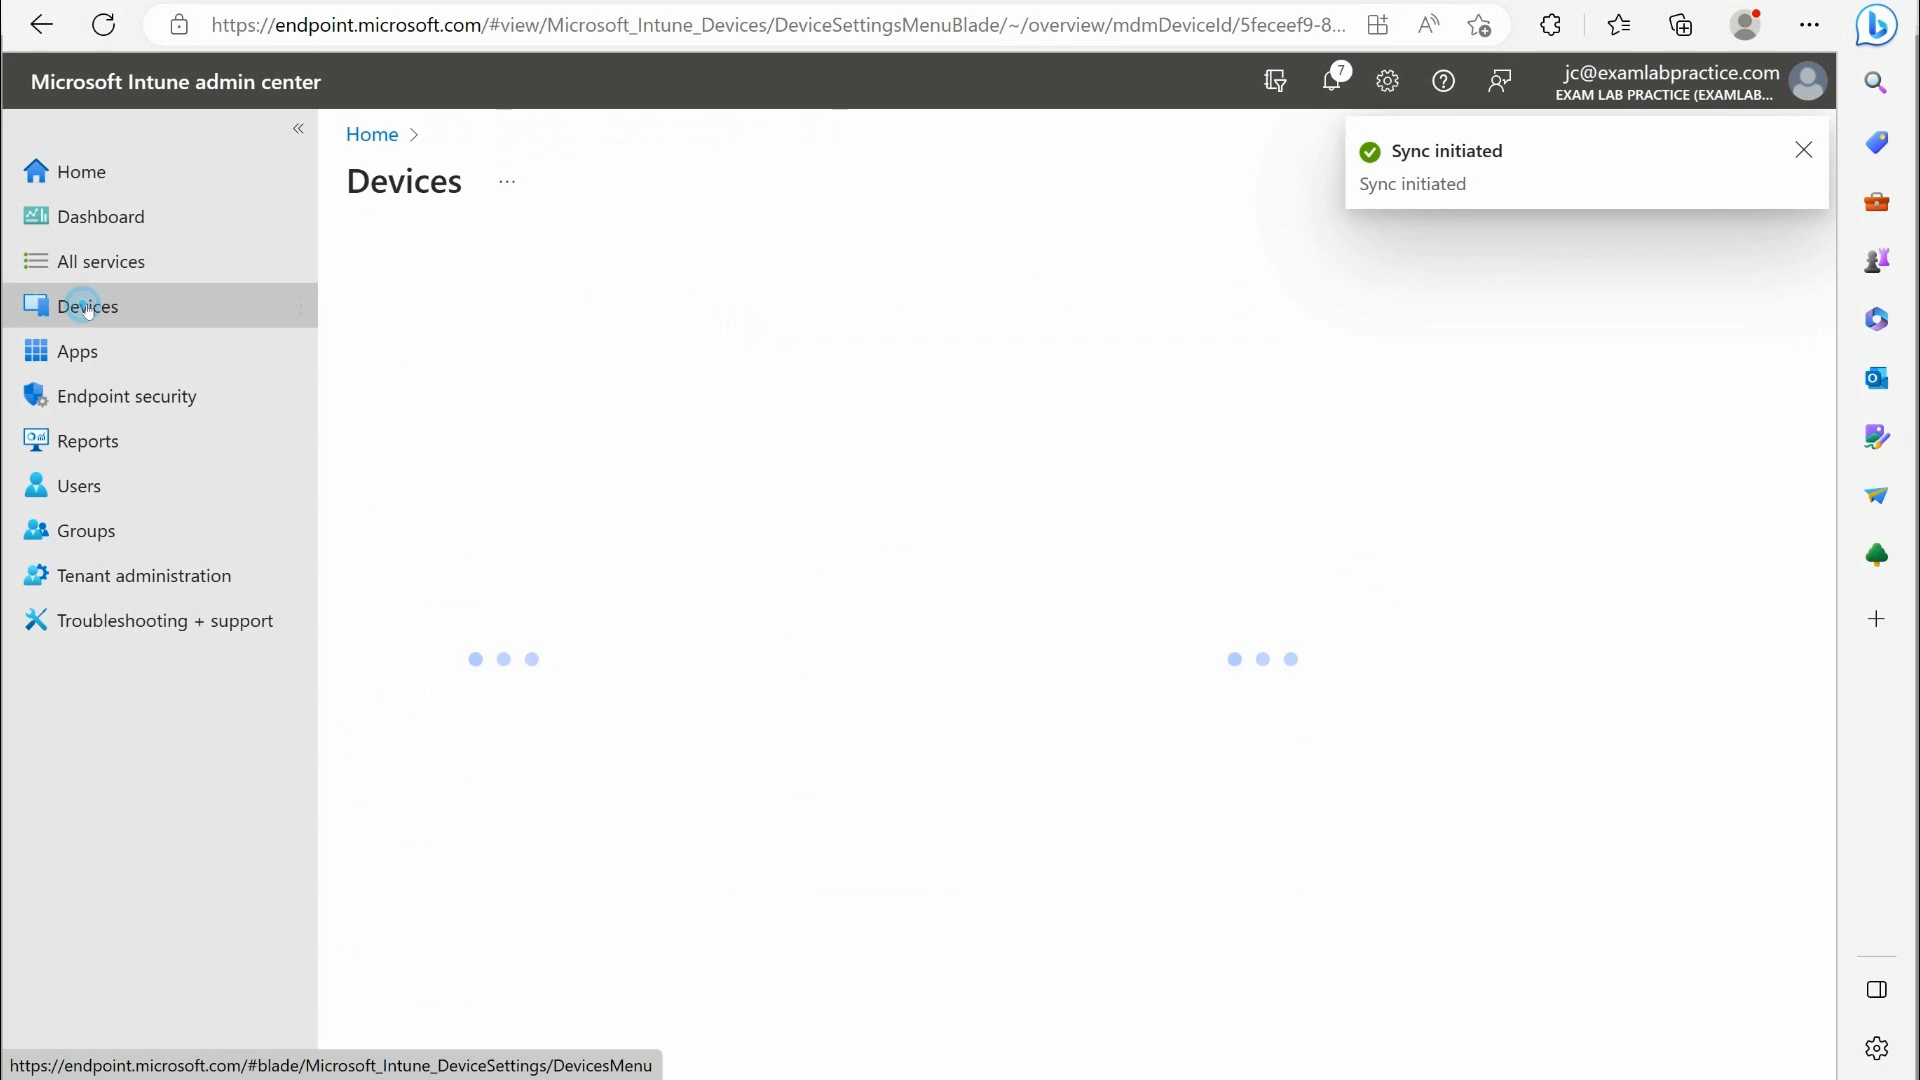 https://endpoint.microsoft.com/#view/Microsoft_Intune_Devices/DeviceSettingsMenuBlade/~/overview/mdmDeviceId/5feceef9-8...
Microsoft Intune admin center
7
jc@examlabpractice.com
EXAM LAB PRACTICE (EXAMLAB...
Home
Devices
...
Sync initiated
Sync initiated
Home
Dashboard
All services
Devices
Apps
Endpoint security
Reports
Users
Groups
Tenant administration
Troubleshooting + support
https://endpoint.microsoft.com/#blade/Microsoft_Intune_DeviceSettings/DevicesMenu